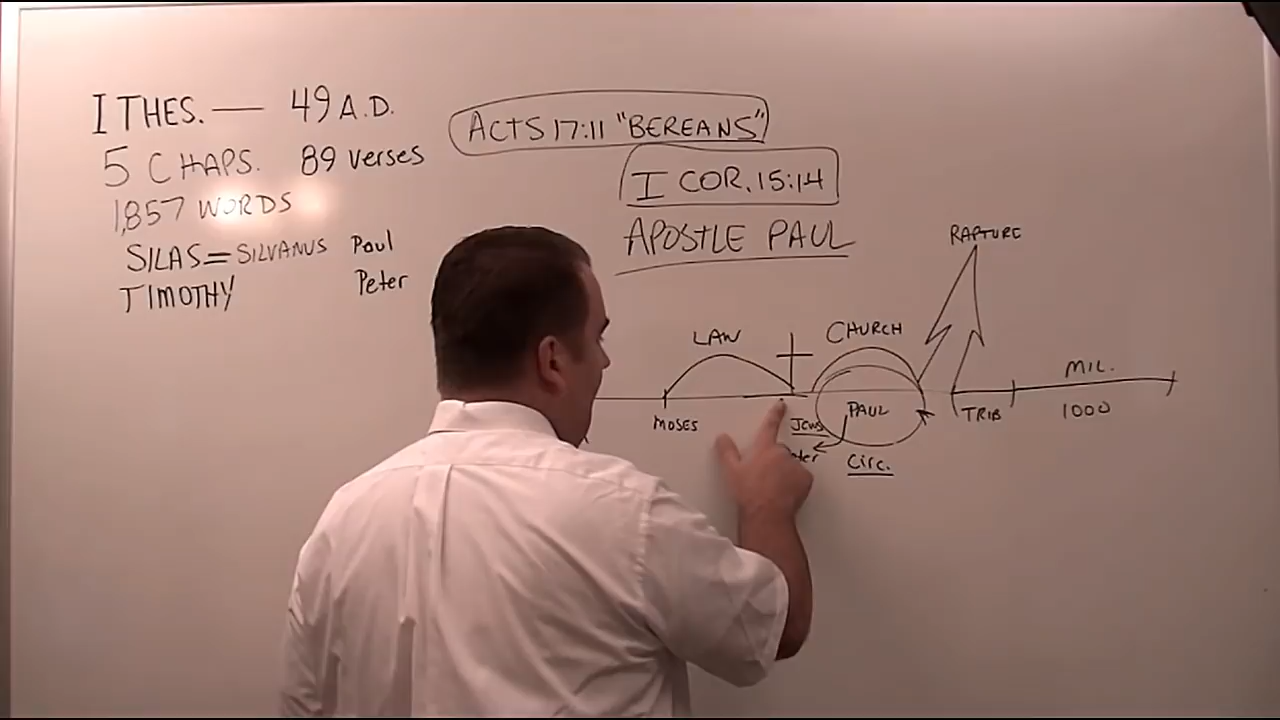 I THES. — 49 A.D.
5 CHAPS. 89 verses
1,857 WORDS
SILAS = SILVANUS Paul
TIMOTHY Peter
ACTS 17:11 "BEREANS"
I COR. 15:14
APOSTLE PAUL
RAPTURE
LAW CHURCH
MIL.
MOSES Jews PAUL TRIB 1000
Circ.